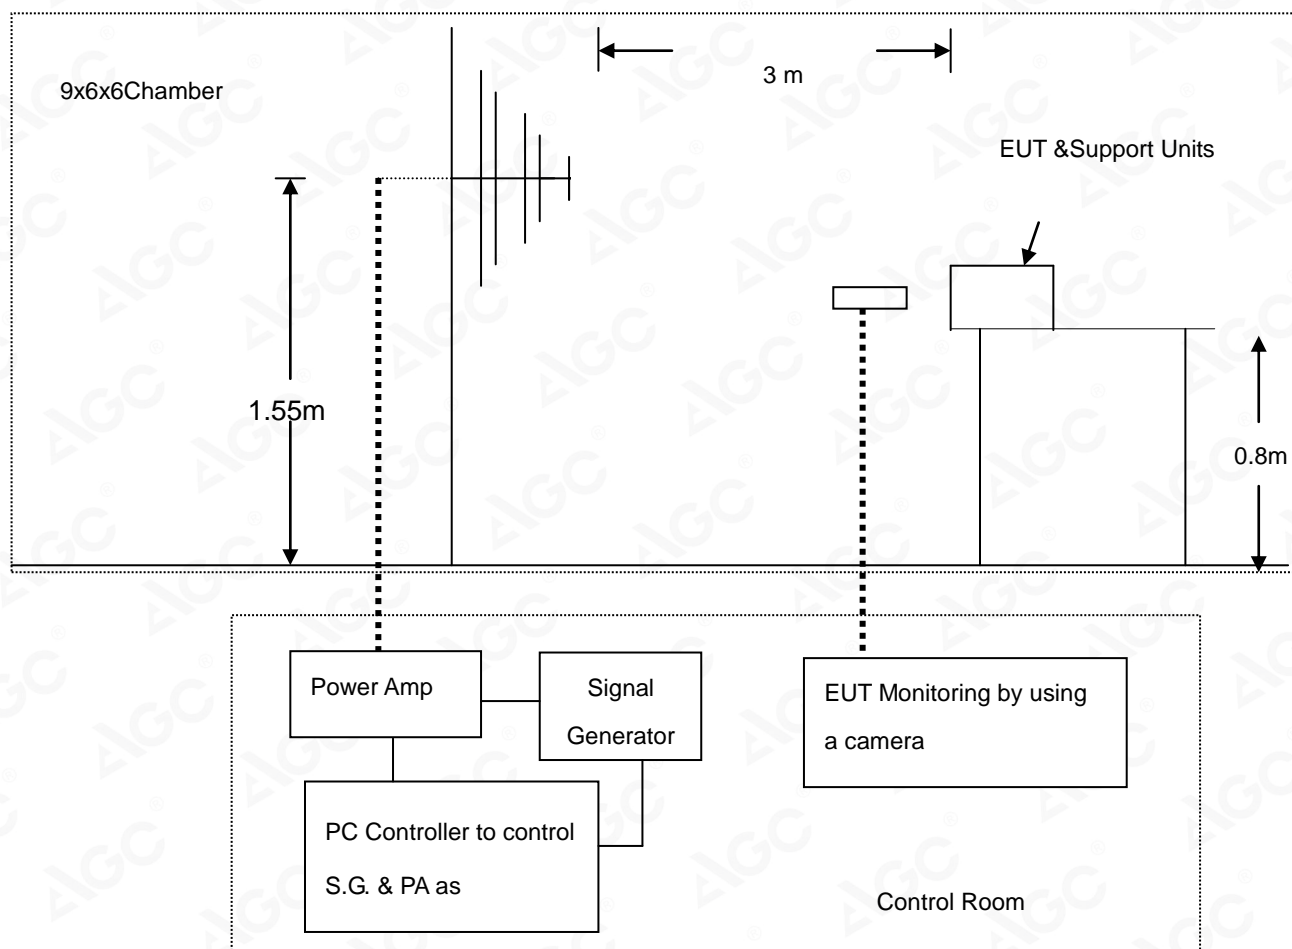 3 m
9x6x6Chamber
EUT &Support Units
1.55m
0.8m
Power Amp
Signal
Generator
EUT Monitoring by using
a camera
PC Controller to control
S.G. & PA as
Control Room
AGC